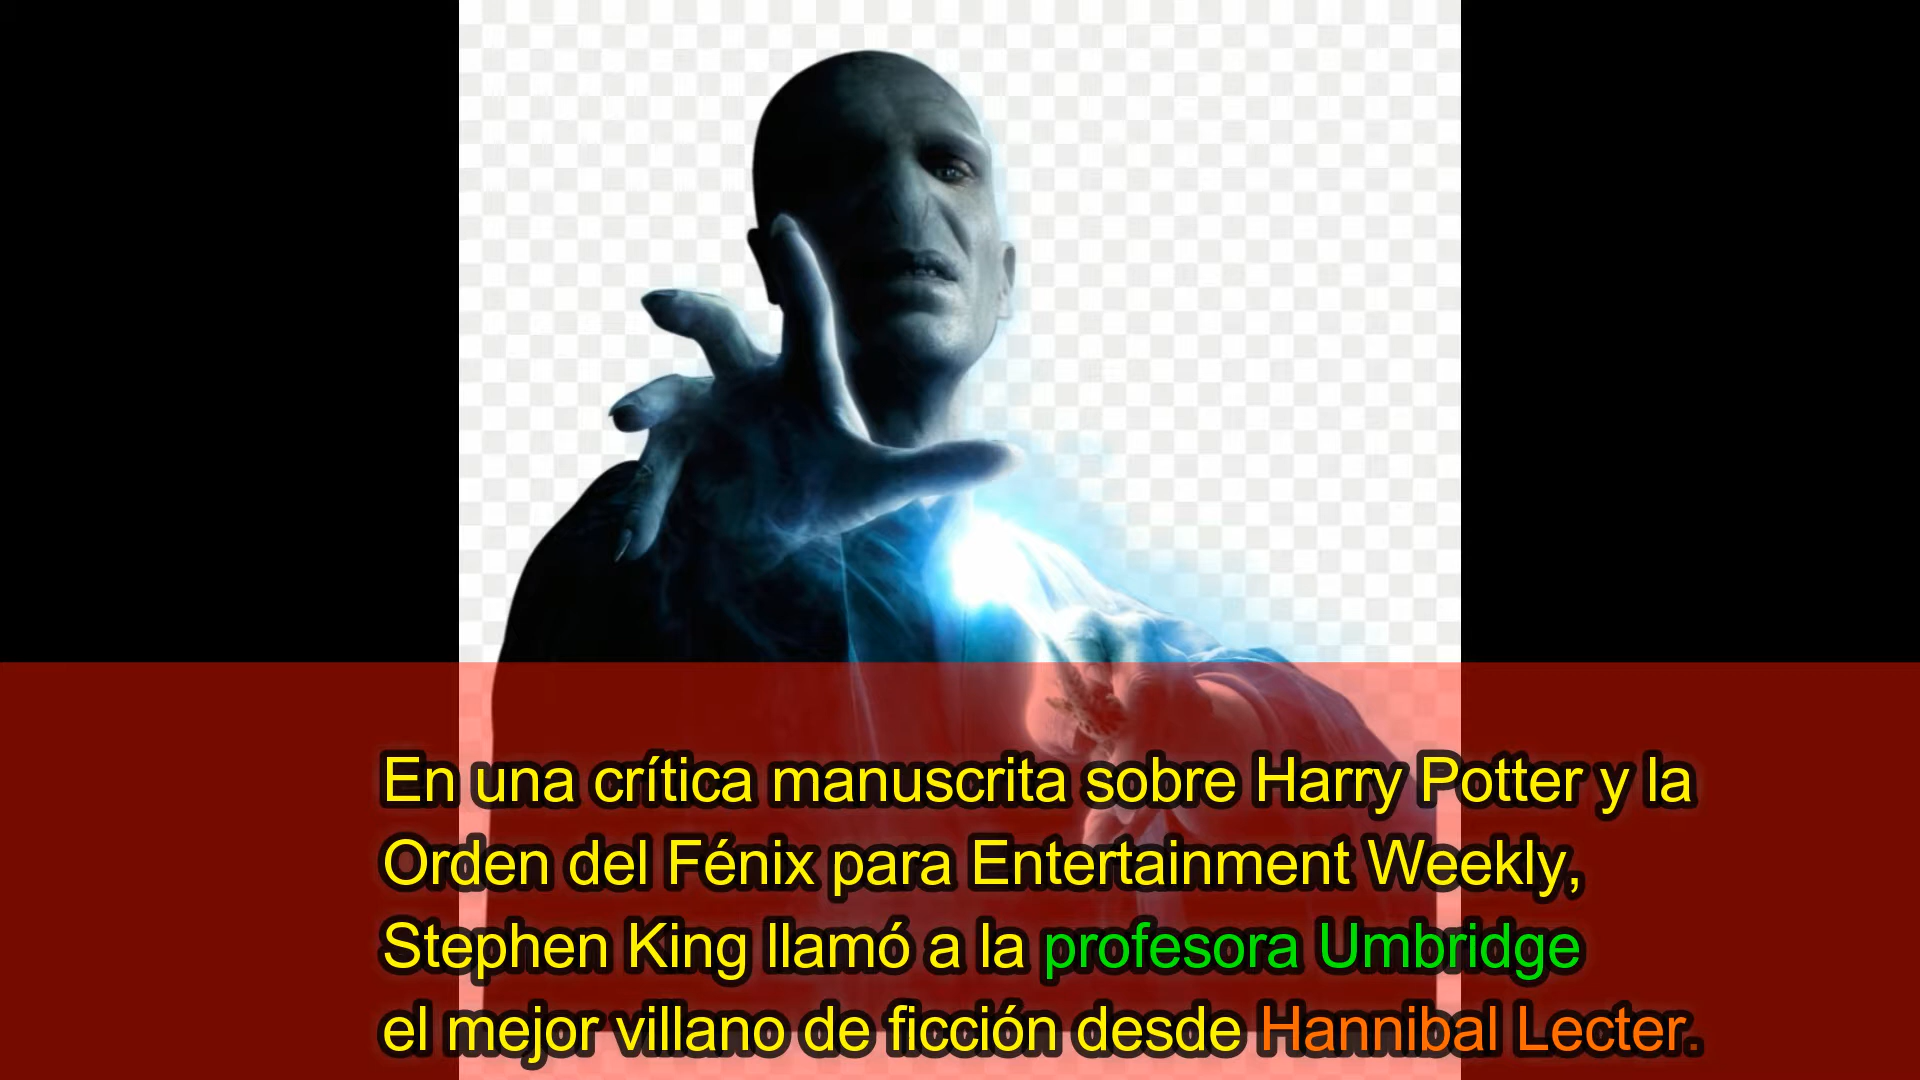 En una crítica manuscrita sobre Harry Potter y la
Orden del Fénix para Entertainment Weekly,
Stephen King llamó a la profesora Umbridge
el mejor villano de ficción desde Hannibal Lecter.